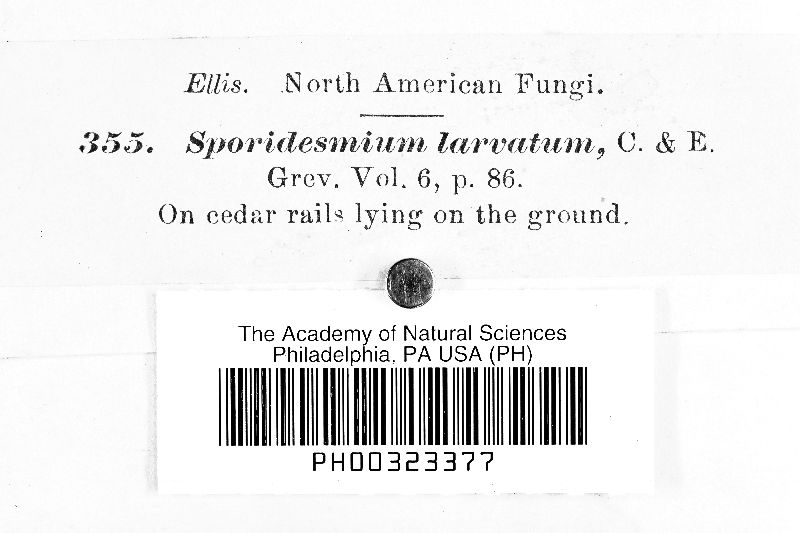 Ellis. North American Fungi.
355. Sporidesmium larvatum, C. & E.
Grev. Vol. 6, p. 86.
On cedar rails lying on the ground.
The Academy of Natural Sciences
Philadelphia, PA USA (PH)
PH00323377